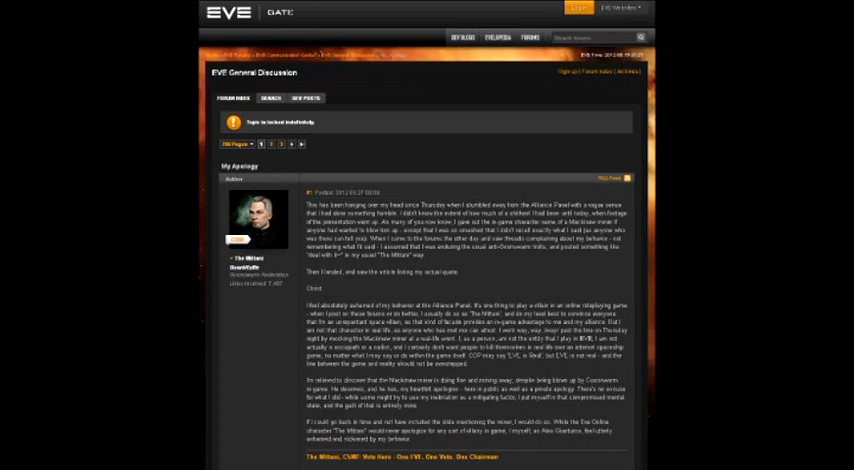 EVE GATE
Login EVE Websites
DEV BLOGS EVELOPEDIA FORUMS Search forums
EVE General Discussion
Sign up | Forum rules | Archives |
FORUM INDEX SEARCH DEV POSTS
Topic is locked indefinitely.
Pages 1 2 3
My Apology
Author RSS Feed
#1 Posted: 2012.03.27
This has been hanging over my head since Thursday when I stumbled away from the Alliance Panel with a vague sense
that I had done something horrible. I didn't know the extent of how much of a shitheel I had been until today, when footage
of the presentation went up. As many of you now know, I gave out the in-game character name of a Mackinaw miner if
anyone had wanted to blow him up - except that I was so smashed that I didn't recall exactly what I said (as anyone who
was there can tell you). When I came to the forums the other day and saw threads complaining about my behavior - not
remembering what I'd said - I assumed that I was enduring the usual anti-Goonswarm trolls, and posted something like
"deal with it~" in my usual "The Mittani" way.
Then I landed, and saw the article listing my actual quote.
Christ.
I feel absolutely ashamed of my behavior at the Alliance Panel. It's one thing to play a villain in an online roleplaying game
- when I post on these forums or on twitter, I usually do so as "The Mittani", and do my level best to convince everyone
that I'm an unrepentant space villain, as that kind of facade provides an in-game advantage to me and my alliance. But I
am not that character in real life, as anyone who has met me can attest. I went way, way, away past the line on Thursday
night by mocking the Mackinaw miner at a real-life event. I, as a person, am not the entity that I play in EVE; I am not
actually a sociopath or a sadist, and I certainly don't want people to kill themselves in real life over an internet spaceship
game, no matter what I may say or do within the game itself. CCP may say 'EVE is Real', but EVE is not real - and the
line between the game and reality should not be overstepped.
I'm relieved to discover that the Mackinaw miner is doing fine and mining away, despite being blown up by Goonswarm
in-game. He deserves, and he has, my heartfelt apologies - here in public as well as a private apology. There's no excuse
for what I did - while some might try to use my inebriation as a mitigating factor, I put myself in that compromised mental
state, and the guilt of that is entirely mine.
If I could go back in time and not have included the slide mentioning the miner, I would do so. While the Eve Online
character "The Mittani" would never apologize for any sort of villainy in game, I myself, as Alex Gianturco, feel utterly
ashamed and sickened by my behavior.
The Mittani, CSM7: Vote Hero - One EVE, One Vote, One Chairman
CSM
The Mittani
GoonWaffe
Goonswarm Federation
Likes received: